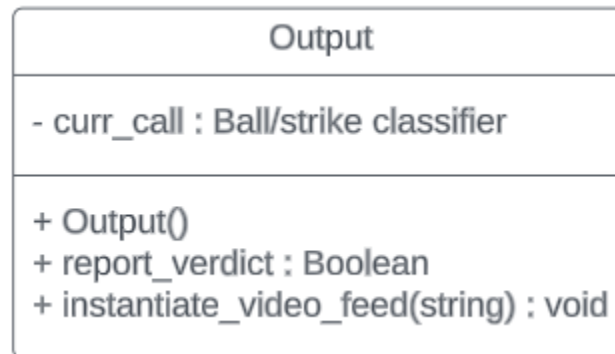 Output
- curr_call : Ball/strike classifier
+ Output()
+ report_verdict : Boolean
+ instantiate_video_feed(string) : void